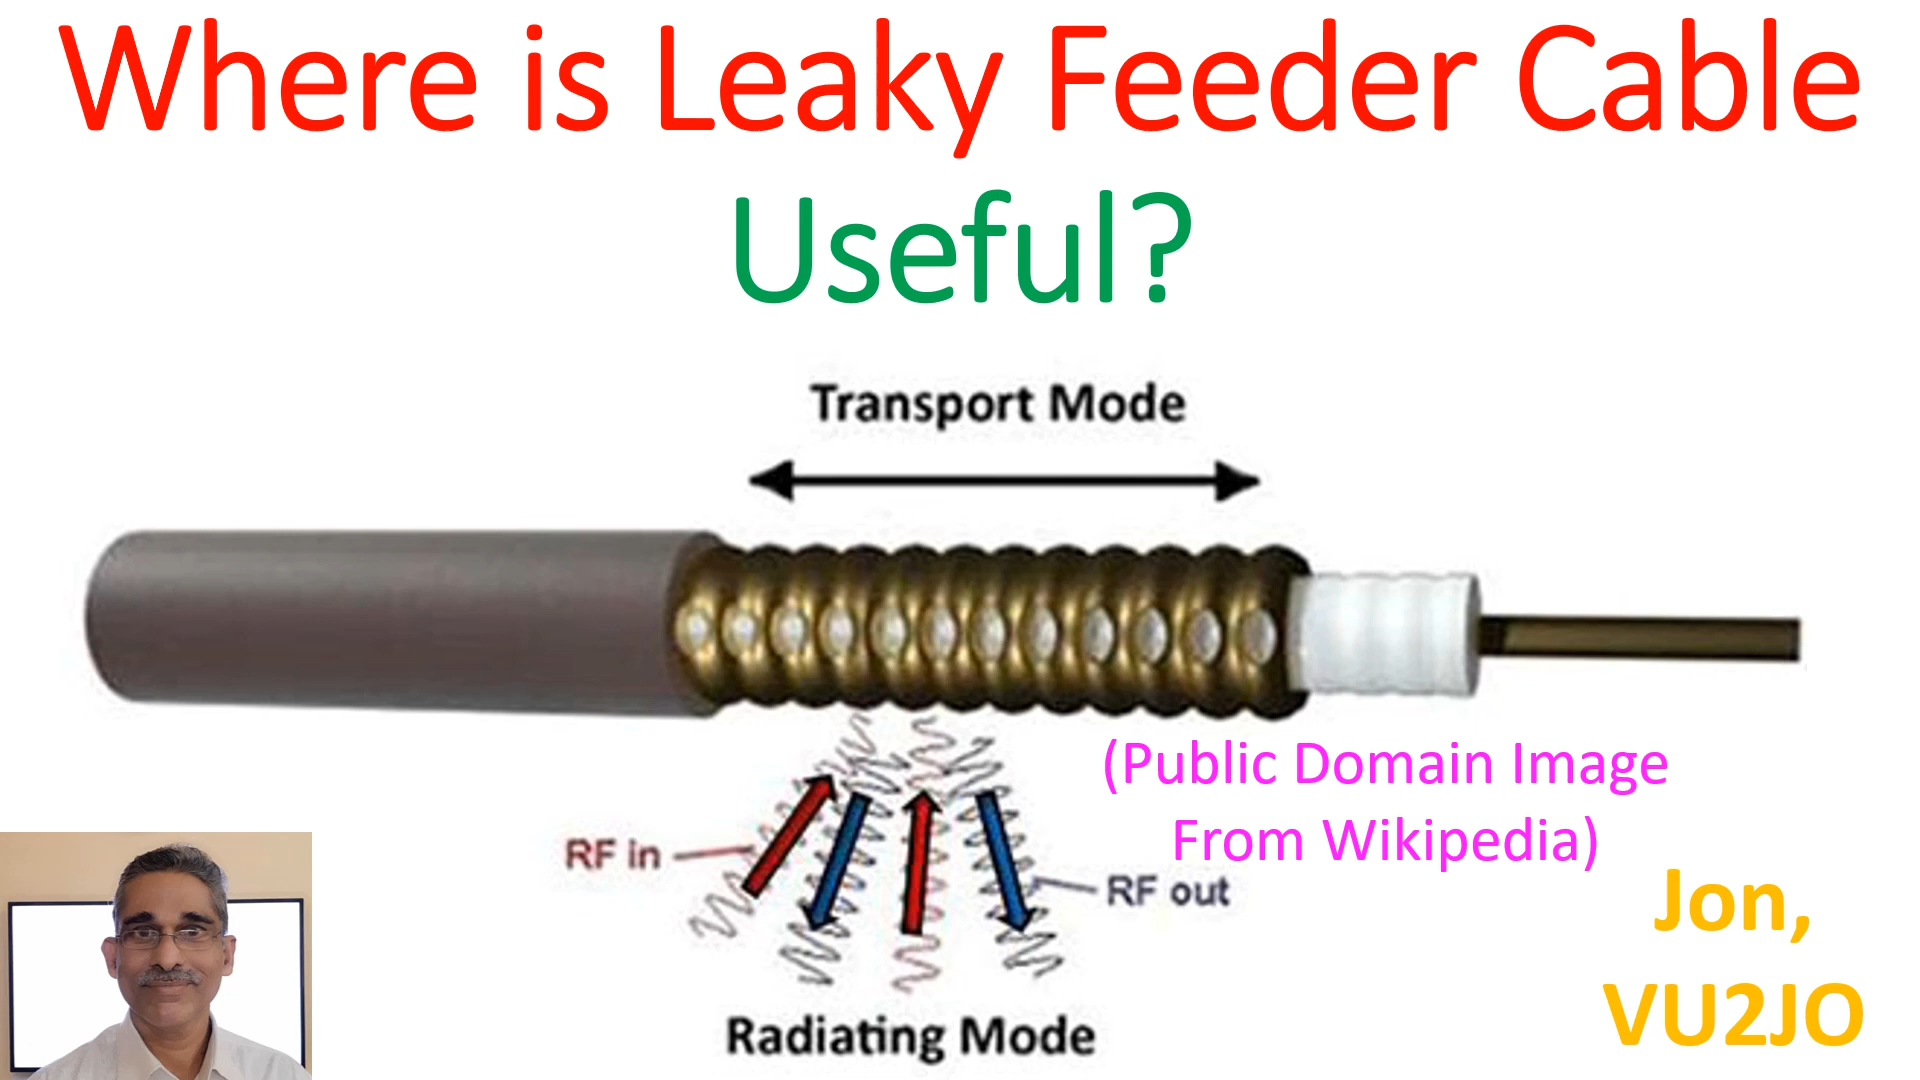 Where is Leaky Feeder Cable
Useful?
Transport Mode
(Public Domain Image
From Wikipedia)
RF in
RF out
Jon,
VU2JO
Radiating Mode